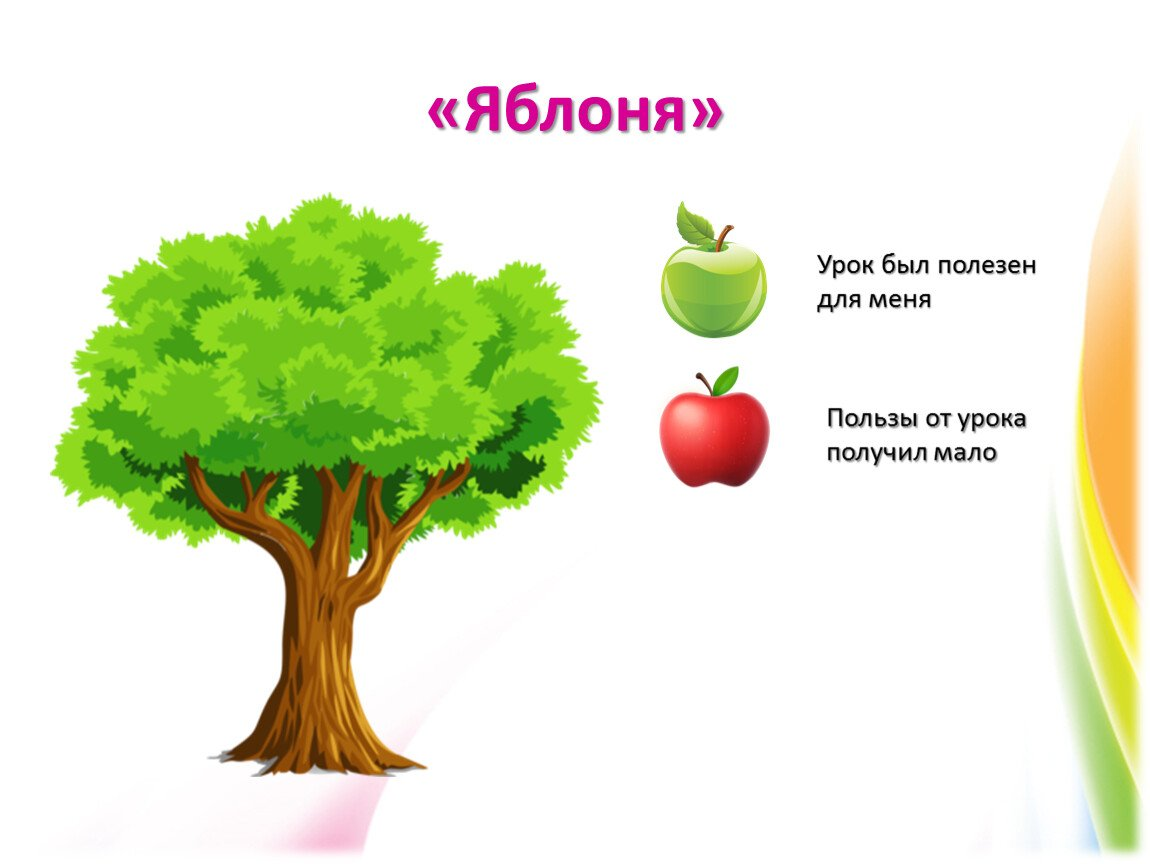 «Яблоня»
Урок был полезен
для меня
Пользы от урока
получил мало